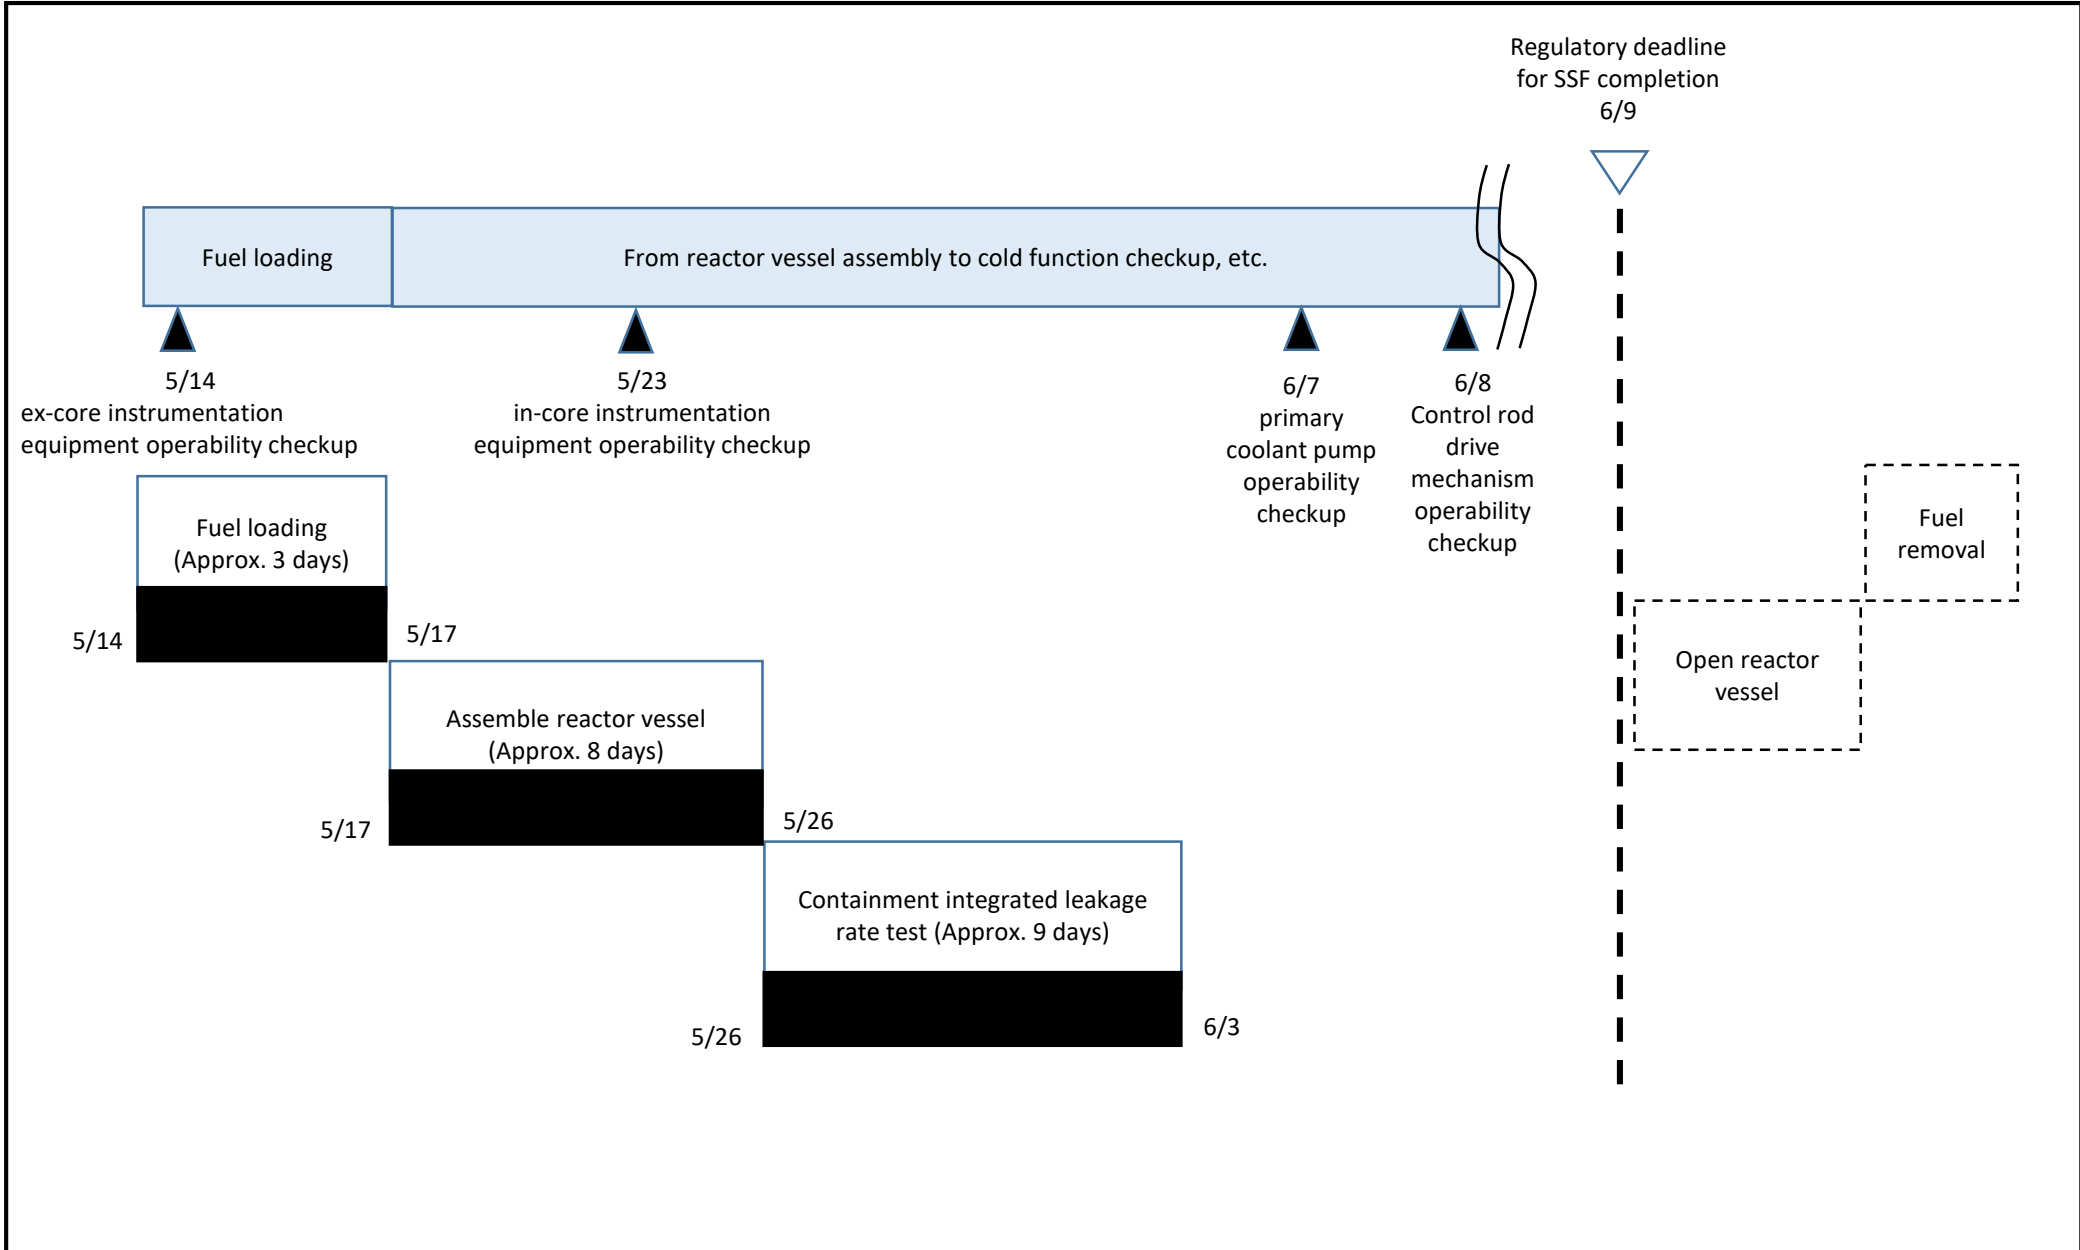 Regulatory deadline
for SSF completion
6/9
Fuel loading
From reactor vessel assembly to cold function checkup, etc.
5/14
ex-core instrumentation
equipment operability checkup
5/23
in-core instrumentation
equipment operability checkup
6/7
primary
coolant pump
operability
checkup
6/8
Control rod
drive
mechanism
operability
checkup
Fuel loading
(Approx. 3 days)
5/14
5/17
Fuel
removal
Open reactor
vessel
Assemble reactor vessel
(Approx. 8 days)
5/17
5/26
Containment integrated leakage
rate test (Approx. 9 days)
5/26
6/3